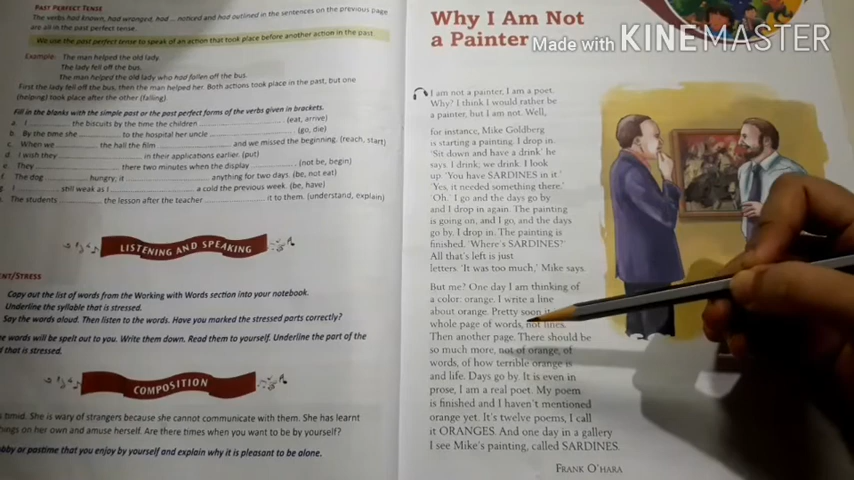 PAST PERFECT TENSE
The verbs had known, had wronged, had ... noticed and had outlined in the sentences on the previous page
are all in the past perfect tense.
We use the past perfect tense to speak of an action that took place before another action in the past.
Example: The man helped the old lady.
The lady fell off the bus.
The man helped the old lady who had fallen off the bus.
First the lady fell off the bus, then the man helped her. Both actions took place in the past, but one
(helping) took place after the other (falling).
Fill in the blanks with the simple past or the past perfect forms of the verbs given in brackets.
a. I the biscuits by the time the children (eat, arrive)
b. By the time she to the hospital her uncle (go, die)
c. When we the hall the film and we missed the beginning. (reach, start)
d. I wish they in their applications earlier. (put)
e. They there two minutes when the display (not be, begin)
f. The dog hungry; it anything for two days. (be, not eat)
g. I still weak as I a cold the previous week. (be, have)
The students the lesson after the teacher it to them. (understand, explain)
LISTENING AND SPEAKING
ENT/STRESS
Copy out the list of words from the Working with Words section into your notebook.
Underline the syllable that is stressed.
Say the words aloud. Then listen to the words. Have you marked the stressed parts correctly?
words will be spelt out to you. Write them down. Read them to yourself. Underline the part of the
that is stressed.
COMPOSITION
timid. She is wary of strangers because she cannot communicate with them. She has learnt
things on her own and amuse herself. Are there times when you want to be by yourself?
hobby or pastime that you enjoy by yourself and explain why it is pleasant to be alone.
Why I Am Not
a Painter
Made with KINEMASTER
I am not a painter, I am a poet.
Why? I think I would rather be
a painter, but I am not. Well,
for instance, Mike Goldberg
is starting a painting. I drop in.
'Sit down and have a drink' he
says. I drink; we drink. I look
up 'You have SARDINES in it.'
'Yes, it needed something there.'
'Oh.' I go and the days go by
and I drop in again. The painting
is going on, and I go, and the days
go by. I drop in. The painting is
finished. 'Where's SARDINES?'
All that's left is just
letters. 'It was too much,' Mike says.
But me? One day I am thinking of
a color: orange. I write a line
about orange. Pretty soon it
whole page of words, not lines.
Then another page. There should be
so much more, not of orange, of
words, of how terrible orange is
and life. Days go by. It is even in
prose, I am a real poet. My poem
is finished and I haven't mentioned
orange yet. It's twelve poems, I call
it ORANGES. And one day in a gallery
I see Mike's painting, called SARDINES.
FRANK O'HARA